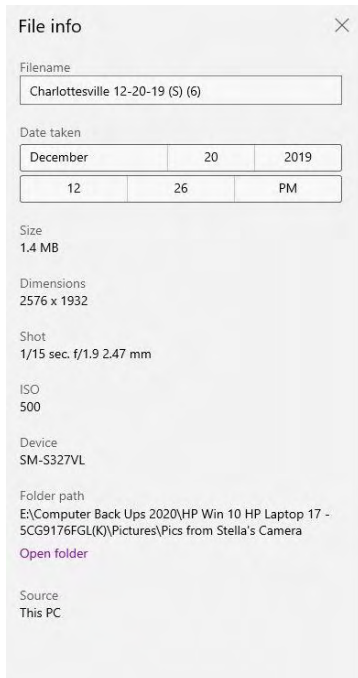 File info
Filename
Charlottesville 12-20-19 (S) (6)
Date taken
December 20 2019
12 26 PM
Size
1.4 MB
Dimensions
2576 x 1932
Shot
1/15 sec. f/1.9 2.47 mm
ISO
500
Device
SM-S327VL
Folder path
E:\Computer Back Ups 2020\HP Win 10 HP Laptop 17 -
5CG9176FGL(K)\Pictures\Pics from Stella's Camera
Open folder
Source
This PC